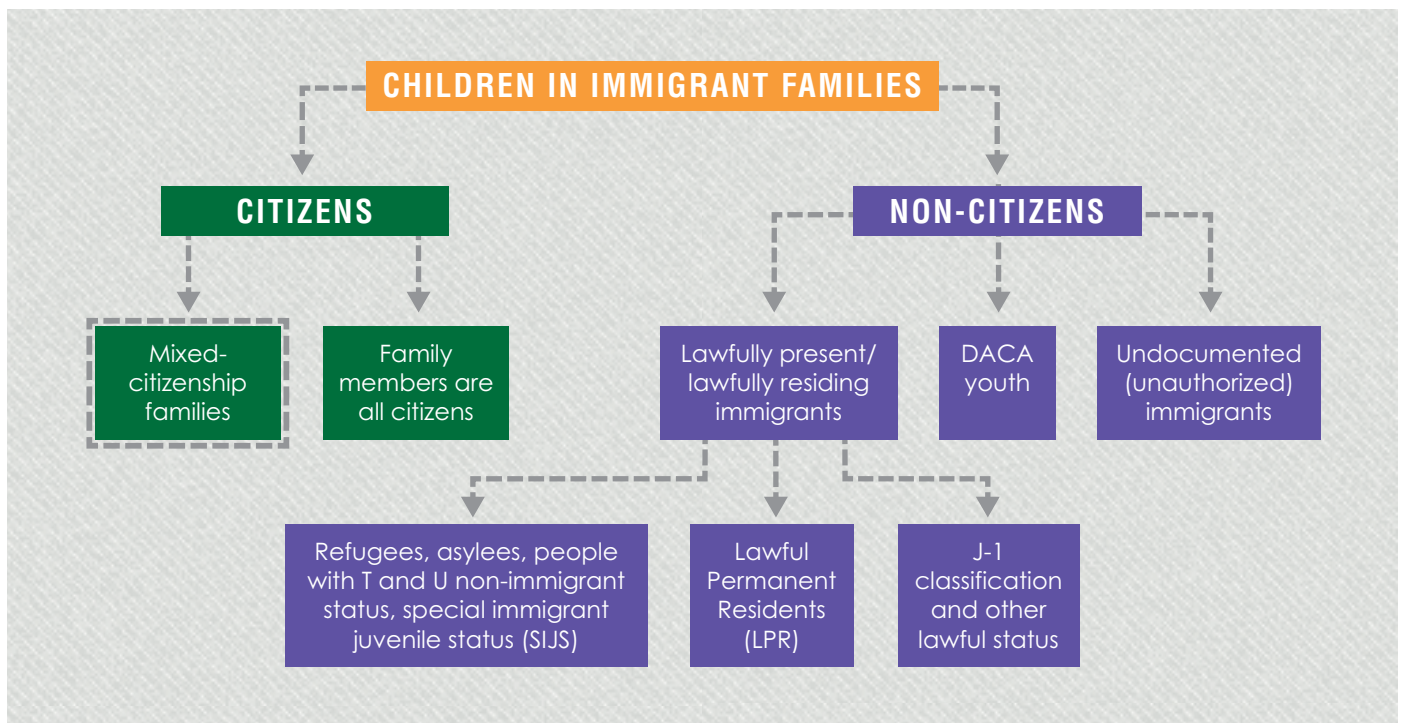 CHILDREN IN IMMIGRANT FAMILIES
CITIZENS
NON-CITIZENS
Mixed-
citizenship
families
Family
members are
all citizens
Lawfully present/
lawfully residing
immigrants
DACA
youth
Undocumented
(unauthorized)
immigrants
Refugees, asylees, people
with T and U non-immigrant
status, special immigrant
juvenile status (SIJS)
Lawful
Permanent
Residents
(LPR)
J-1
classification
and other
lawful status